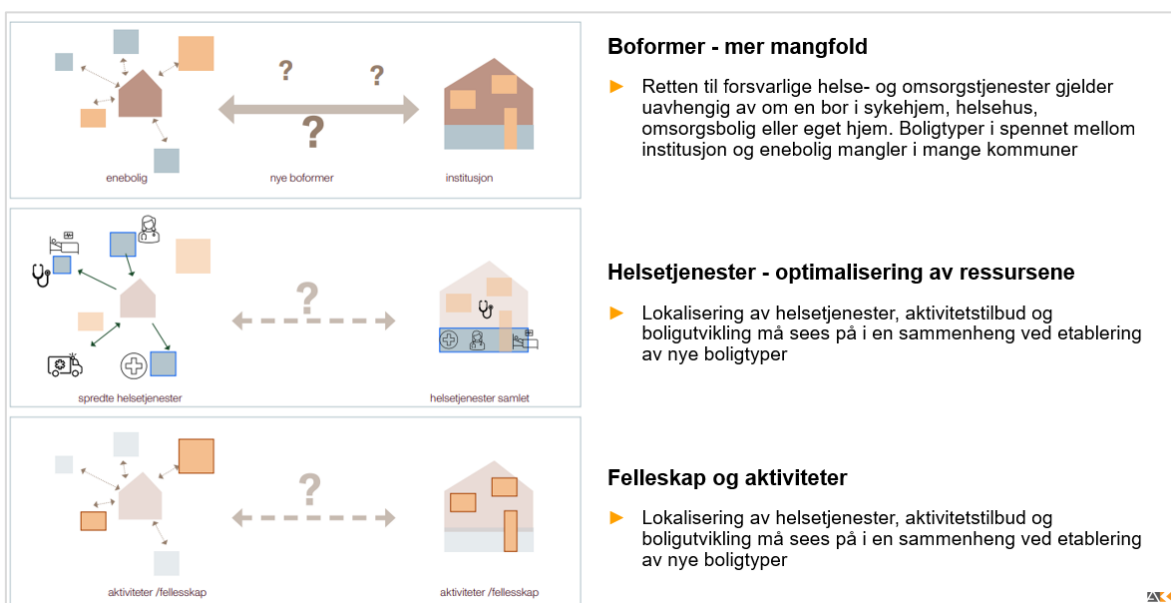 ?
?
?
enebolig
nye boformer
institusjon
Boformer - mer mangfold
Retten til forsvarlige helse- og omsorgstjenester gjelder
uavhengig av om en bor i sykehjem, helsehus,
omsorgsbolig eller eget hjem. Boligtyper i spennet mellom
institusjon og enebolig mangler i mange kommuner
?
spredte helsetjenester
helsetjenester samlet
Helsetjenester - optimalisering av ressursene
Lokalisering av helsetjenester, aktivitetstilbud og
boligutvikling må sees på i en sammenheng ved etablering
av nye boligtyper
?
aktiviteter /fellesskap
aktiviteter /fellesskap
Felleskap og aktiviteter
Lokalisering av helsetjenester, aktivitetstilbud og
boligutvikling må sees på i en sammenheng ved etablering
av nye boligtyper